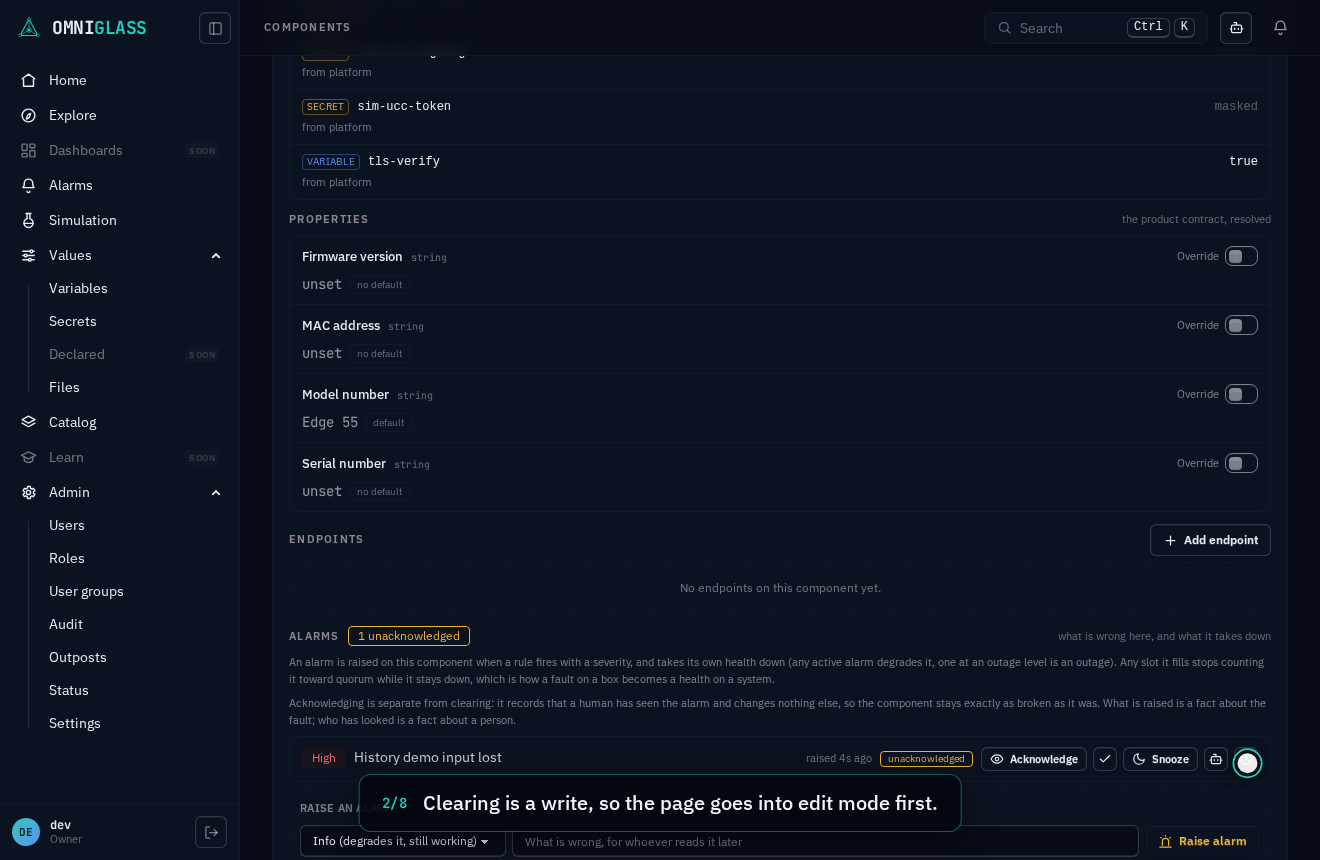 OMNIGLASS
COMPONENTS
Search
Ctrl
K
Home
Explore
Dashboards
SOON
Alarms
Simulation
Values
Variables
Secrets
Declared
SOON
Files
Catalog
Learn
SOON
Admin
Users
Roles
User groups
Audit
Outposts
Status
Settings
DE
dev
Owner
from platform
SECRET sim-ucc-token masked
from platform
VARIABLE tls-verify true
from platform
PROPERTIES the product contract, resolved
Firmware version string Override
unset no default
MAC address string Override
unset no default
Model number string Override
Edge 55 default
Serial number string Override
unset no default
ENDPOINTS Add endpoint
No endpoints on this component yet.
ALARMS 1 unacknowledged what is wrong here, and what it takes down
An alarm is raised on this component when a rule fires with a severity, and takes its own health down (any active alarm degrades it, one at an outage level is an outage). Any slot it fills stops counting
it toward quorum while it stays down, which is how a fault on a box becomes a health on a system.
Acknowledging is separate from clearing: it records that a human has seen the alarm and changes nothing else, so the component stays exactly as broken as it was. What is raised is a fact about the
fault; who has looked is a fact about a person.
High History demo input lost raised 4s ago unacknowledged Acknowledge Snooze
RAISE AN
2/8 Clearing is a write, so the page goes into edit mode first.
Info (degrades it, still working) What is wrong, for whoever reads it later Raise alarm